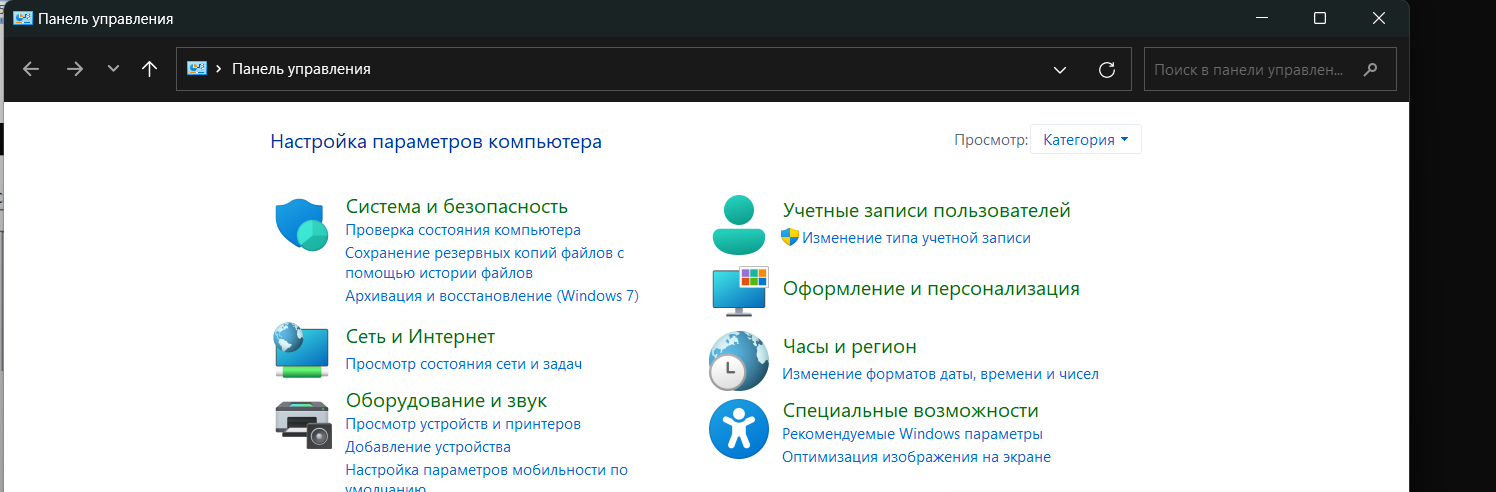 Панель управления
Панель управления
Поиск в панели управлен...
Настройка параметров компьютера
Просмотр: Категория
Система и безопасность
Проверка состояния компьютера
Сохранение резервных копий файлов с
помощью истории файлов
Архивация и восстановление (Windows 7)
Сеть и Интернет
Просмотр состояния сети и задач
Оборудование и звук
Просмотр устройств и принтеров
Добавление устройства
Настройка параметров мобильности по
умолчанию
Учетные записи пользователей
Изменение типа учетной записи
Оформление и персонализация
Часы и регион
Изменение форматов даты, времени и чисел
Специальные возможности
Рекомендуемые Windows параметры
Оптимизация изображения на экране